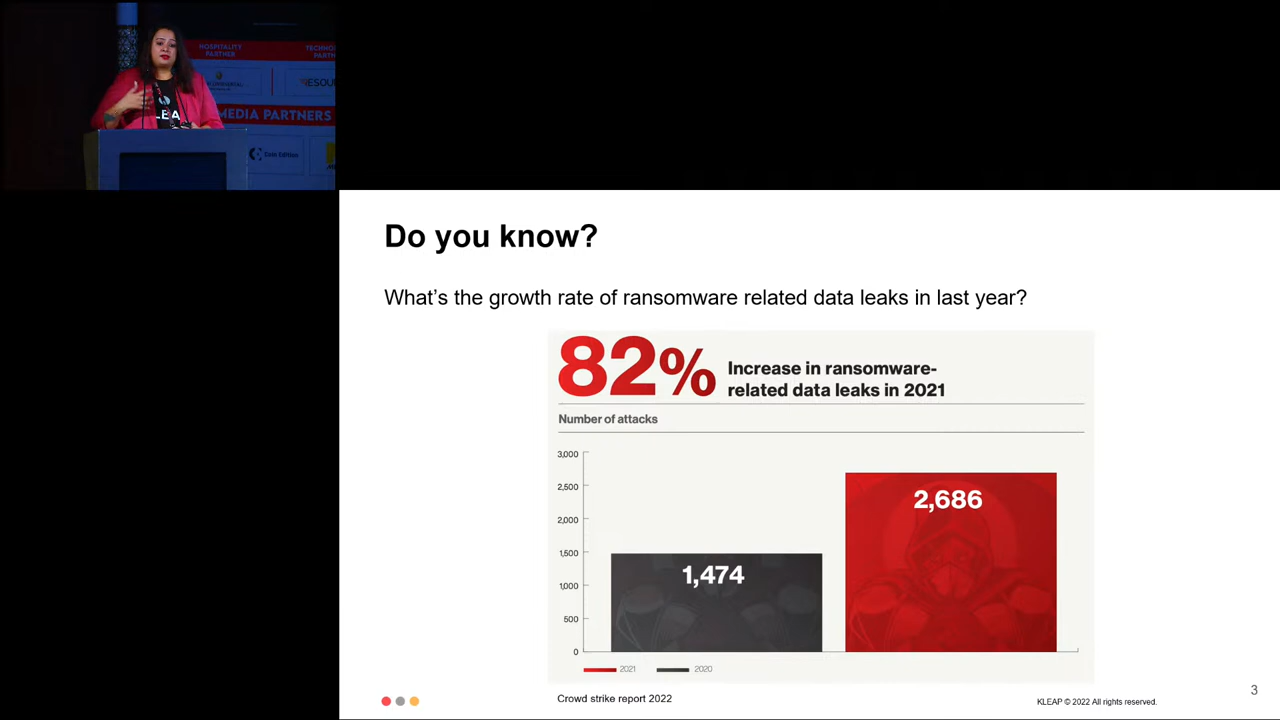 HOSPITALITY
PARTNER
MEDIA PARTNERS
Coin Edition
Do you know?
What’s the growth rate of ransomware related data leaks in last year?
82%
Increase in ransomware-
related data leaks in 2021
Number of attacks
3,000
2,500
2,000
1,500
1,000
500
0
1,474
2,686
2021
2020
Crowd strike report 2022
KLEAP © 2022 All rights reserved.
3